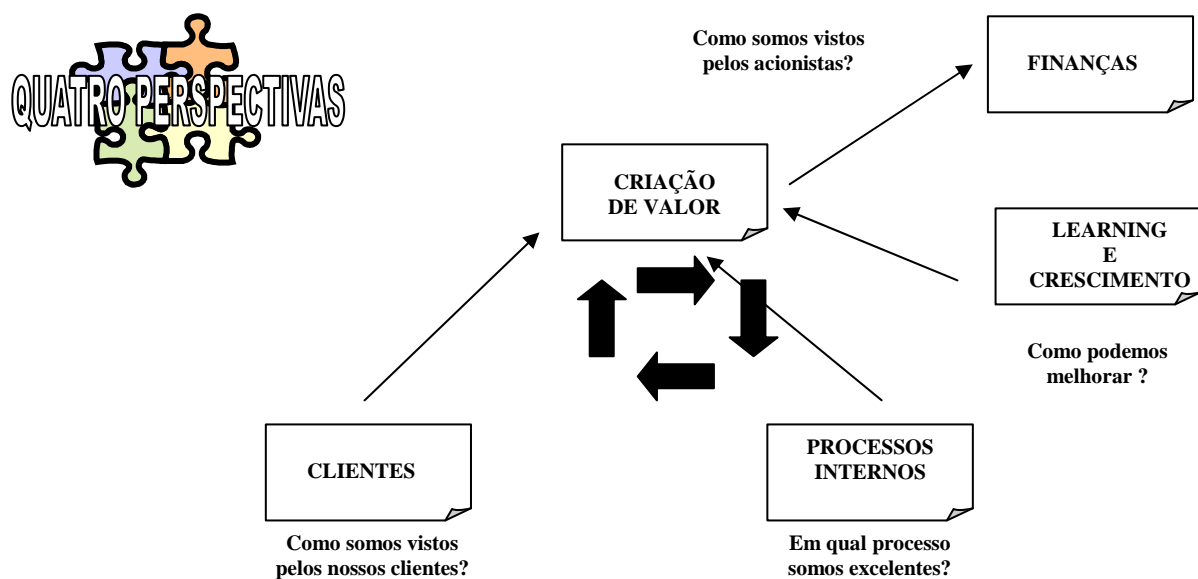 QUATRO PERSPECTIVAS
Como somos vistos
pelos acionistas?
FINANÇAS
CRIAÇÃO
DE VALOR
LEARNING
E
CRESCIMENTO
Como podemos
melhorar ?
CLIENTES
Como somos vistos
pelos nossos clientes?
PROCESSOS
INTERNOS
Em qual processo
somos excelentes?